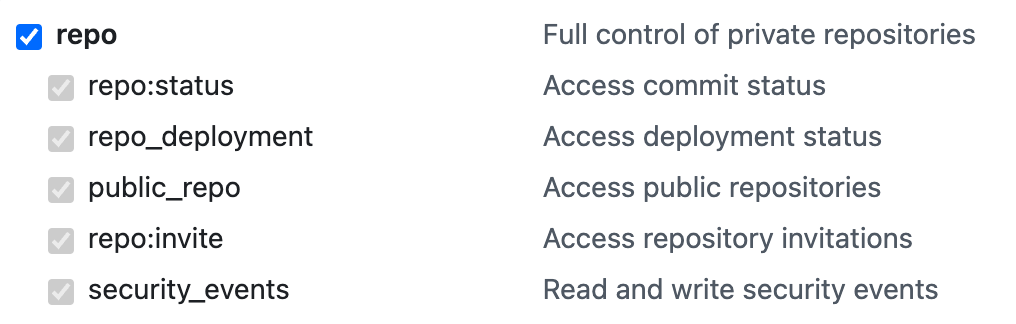 repo Full control of private repositories
repo:status Access commit status
repo_deployment Access deployment status
public_repo Access public repositories
repo:invite Access repository invitations
security_events Read and write security events